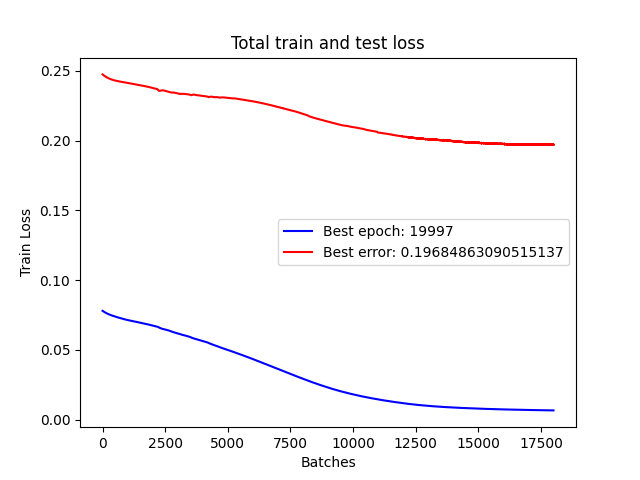 Total train and test loss
Train Loss
0.25
0.20
0.15
0.10
0.05
0.00
Best epoch: 19997
Best error: 0.19684863090515137
0 2500 5000 7500 10000 12500 15000 17500
Batches